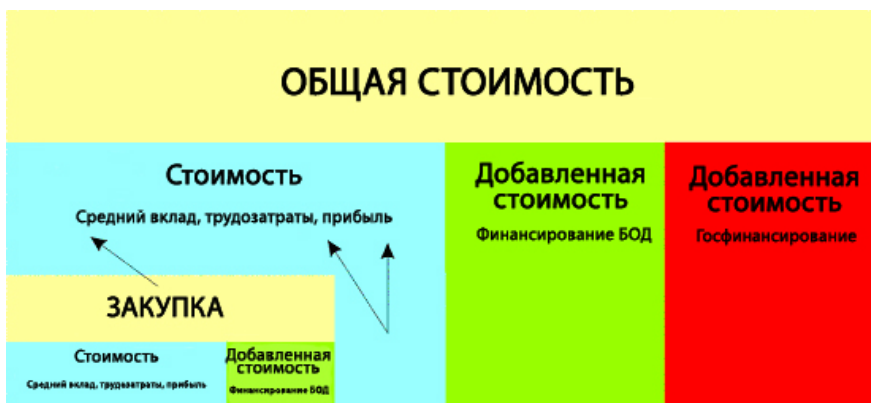 ОБЩАЯ СТОИМОСТЬ
Стоимость
Средний вклад, трудозатраты, прибыль
Добавленная
стоимость
Финансирование БОД
Добавленная
стоимость
Госфинансирование
ЗАКУПКА
Стоимость
Средний вклад, трудозатраты, прибыль
Добавленная
стоимость
Финансирование БОД